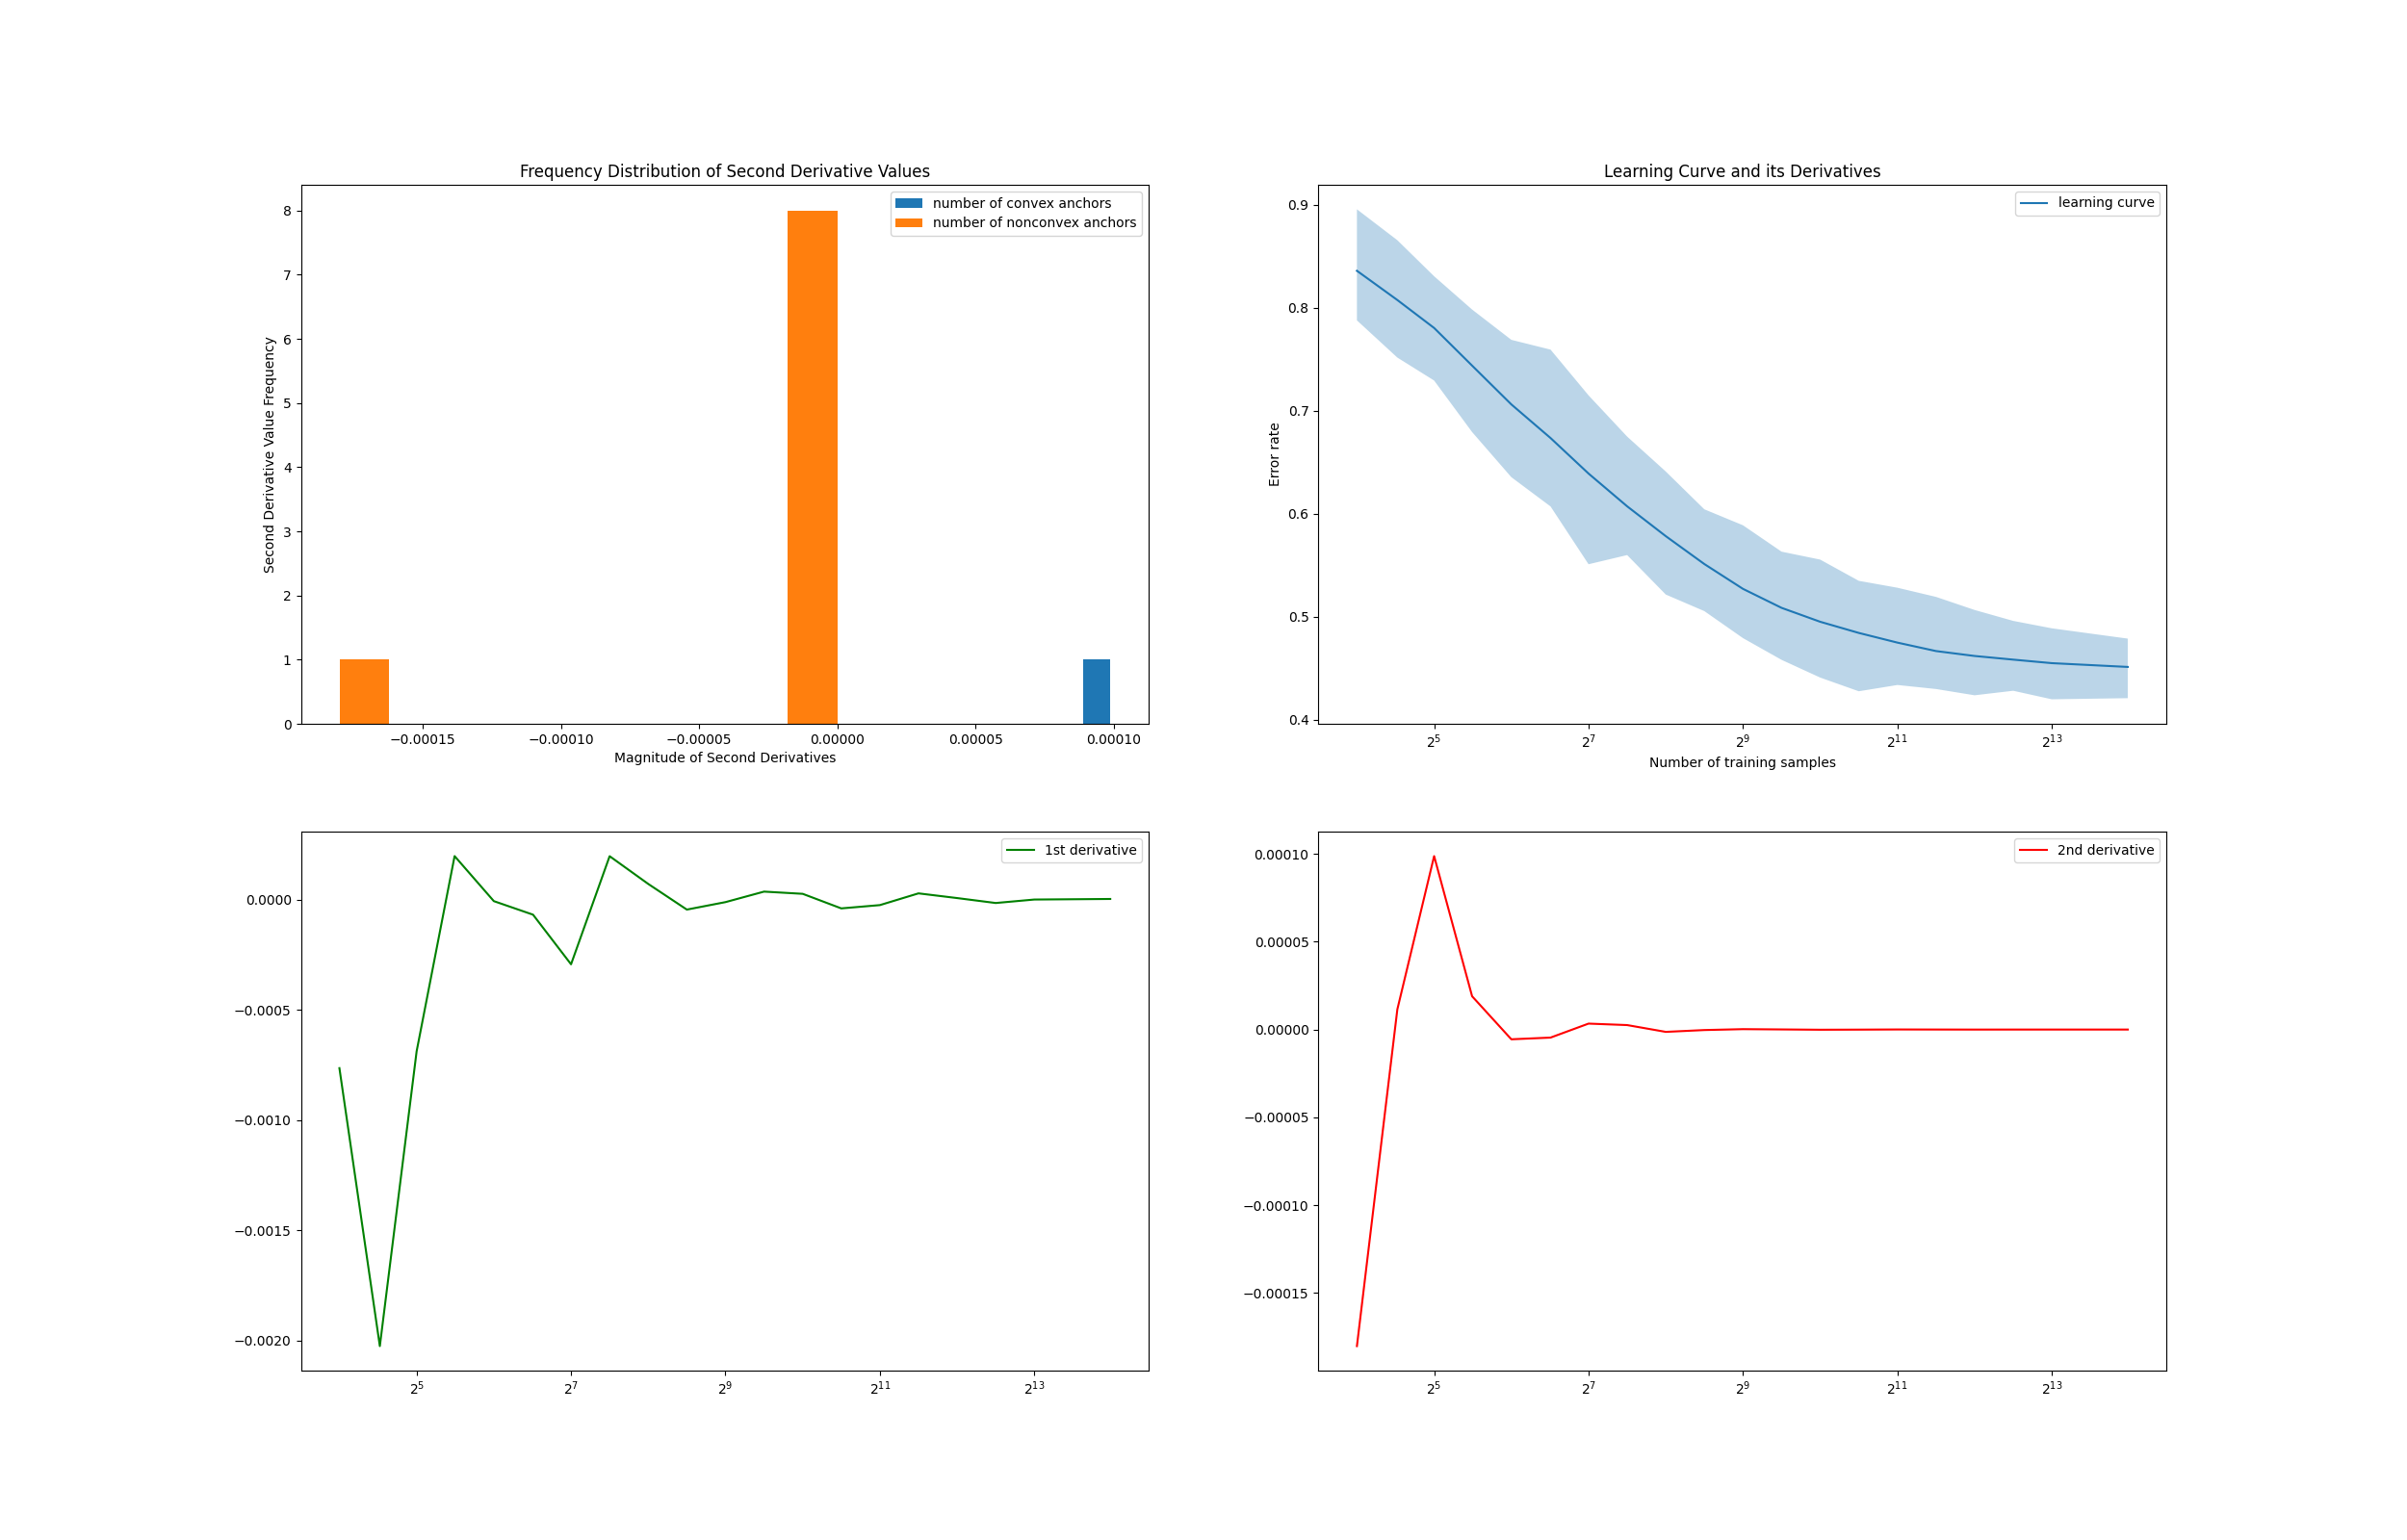 Frequency Distribution of Second Derivative Values
number of convex anchors
number of nonconvex anchors
8
7
6
5
4
3
2
1
0
Second Derivative Value Frequency
−0.00015 −0.00010 −0.00005 0.00000 0.00005 0.00010
Magnitude of Second Derivatives
Learning Curve and its Derivatives
learning curve
0.9
0.8
0.7
0.6
0.5
0.4
Error rate
2^5 2^7 2^9 2^11 2^13
Number of training samples
1st derivative
0.0000
−0.0005
−0.0010
−0.0015
−0.0020
2^5 2^7 2^9 2^11 2^13
2nd derivative
0.00010
0.00005
0.00000
−0.00005
−0.00010
−0.00015
2^5 2^7 2^9 2^11 2^13